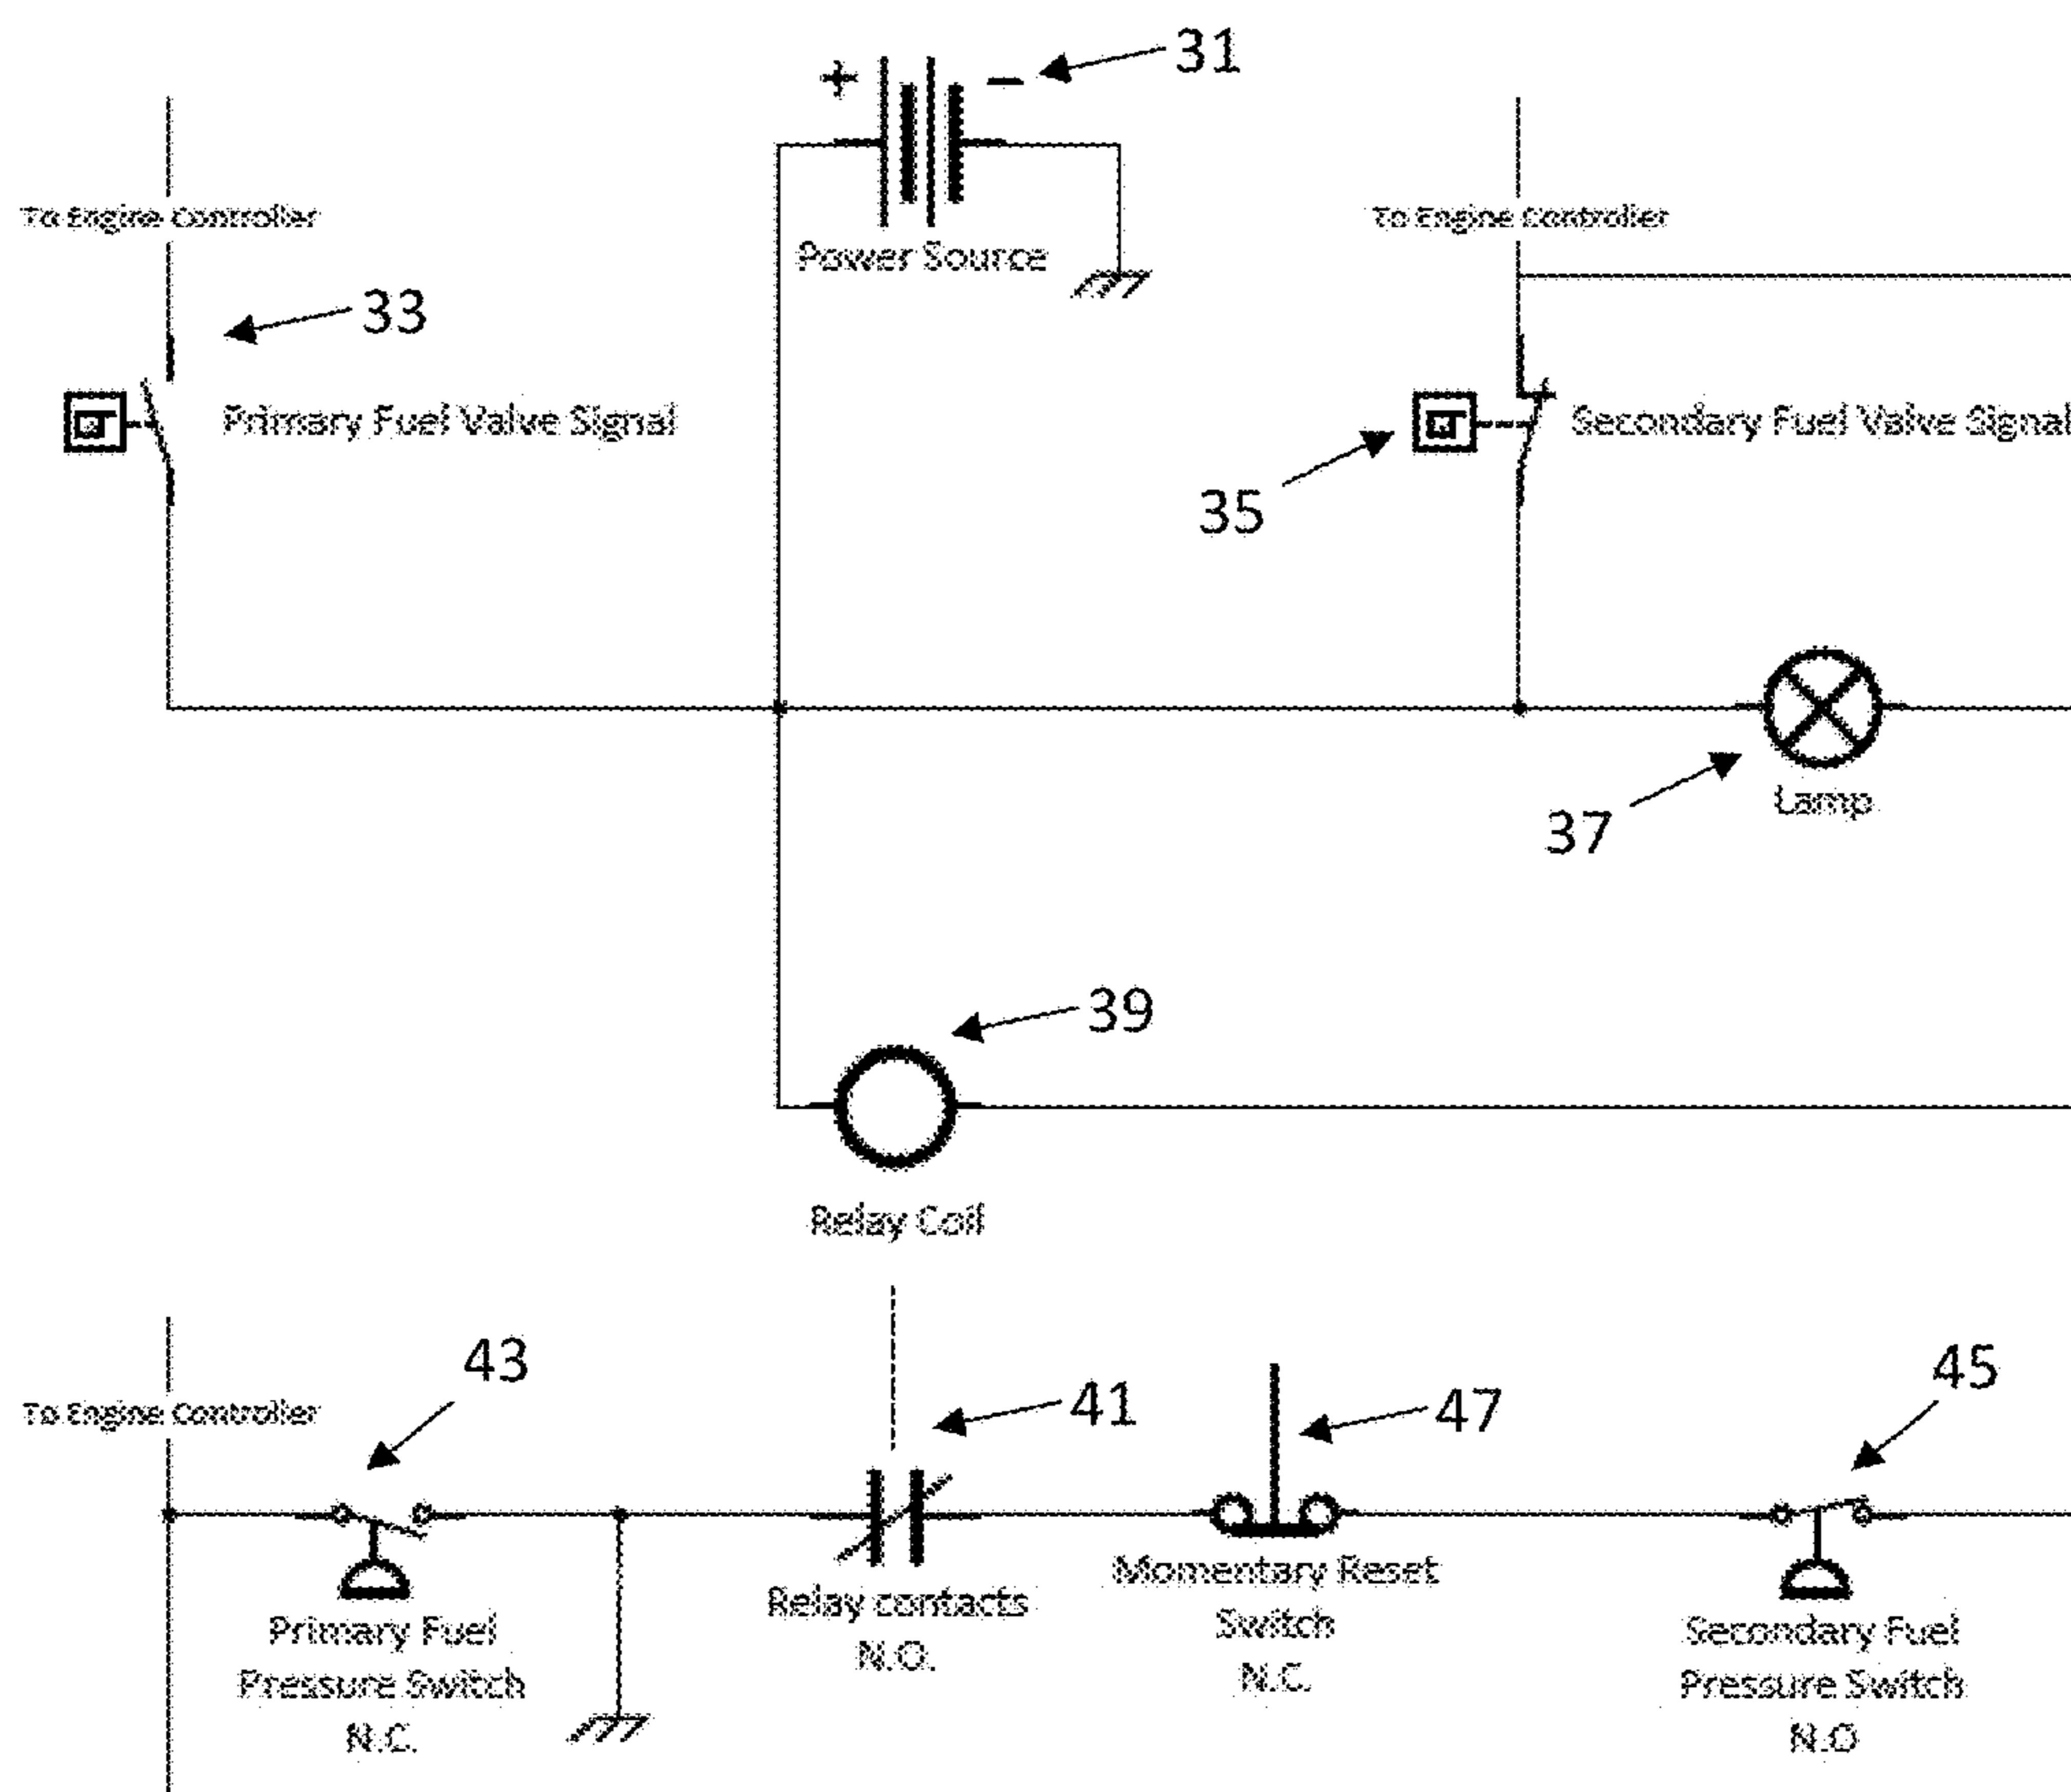 31
+
−
To Engine Controller
Power Source
To Engine Controller
33
Primary Fuel Valve Signal
Secondary Fuel Valve Signal
35
37
Lamp
39
Relay Coil
43
45
41
47
To Engine Controller
Primary Fuel
Pressure Switch
N.C.
Relay contacts
N.O.
Momentary Reset
Switch
N.C.
Secondary Fuel
Pressure Switch
N.O